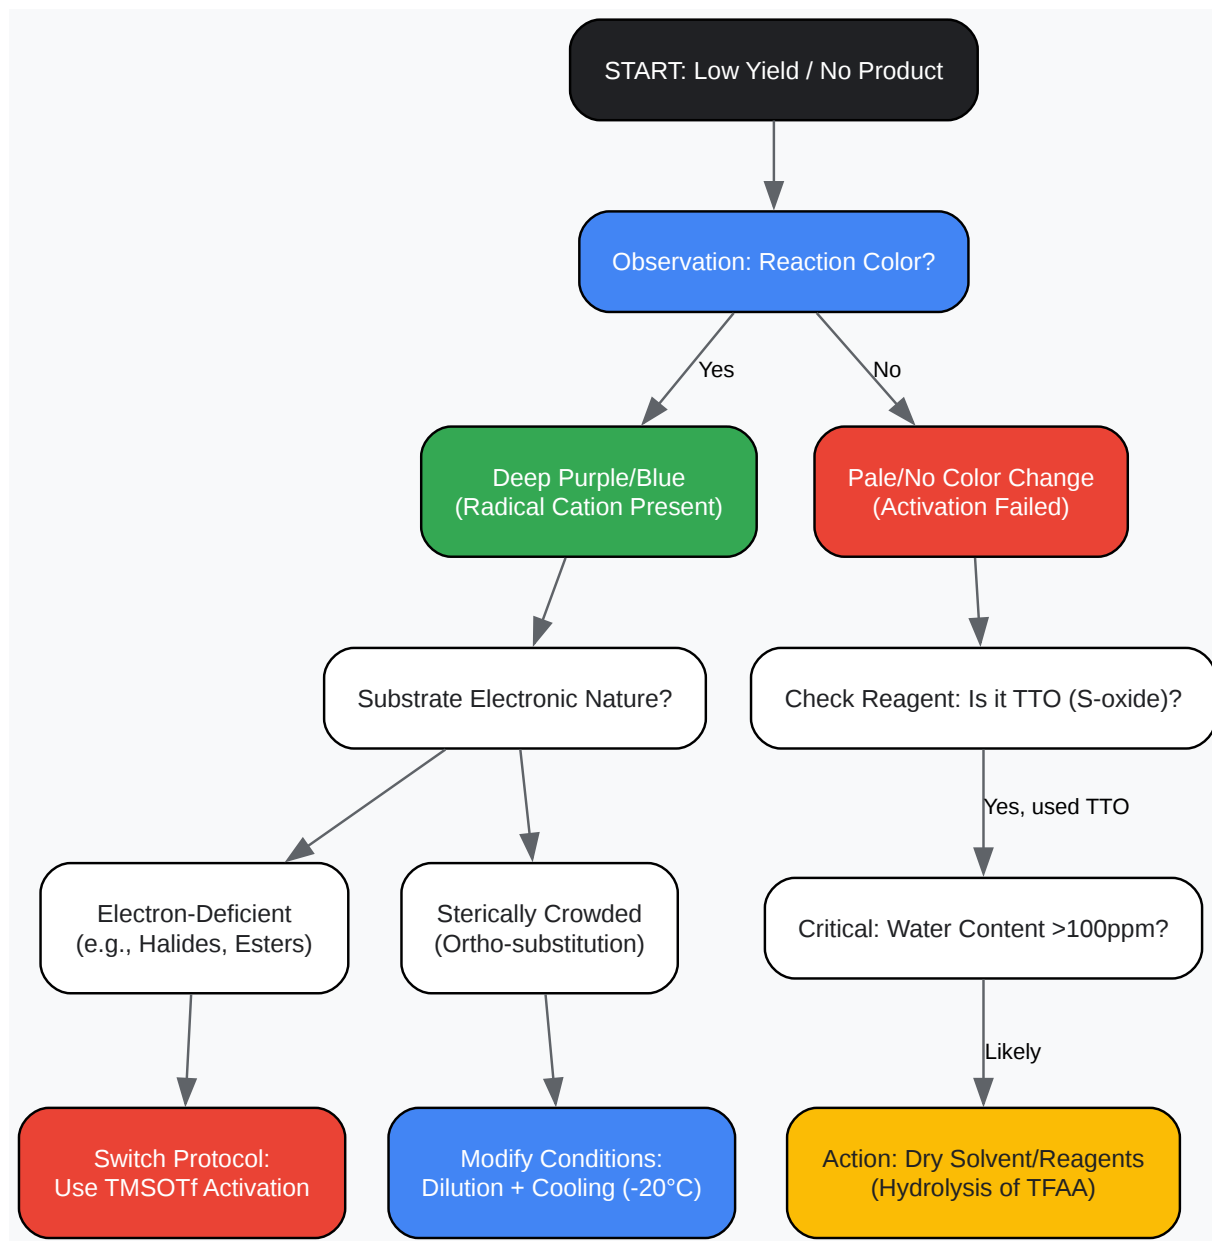 START: Low Yield / No Product
Observation: Reaction Color?
Yes
No
Deep Purple/Blue
(Radical Cation Present)
Pale/No Color Change
(Activation Failed)
Substrate Electronic Nature?
Check Reagent: Is it TTO (S-oxide)?
Yes, used TTO
Electron-Deficient
(e.g., Halides, Esters)
Sterically Crowded
(Ortho-substitution)
Critical: Water Content >100ppm?
Likely
Switch Protocol:
Use TMSOTf Activation
Modify Conditions:
Dilution + Cooling (-20°C)
Action: Dry Solvent/Reagents
(Hydrolysis of TFAA)